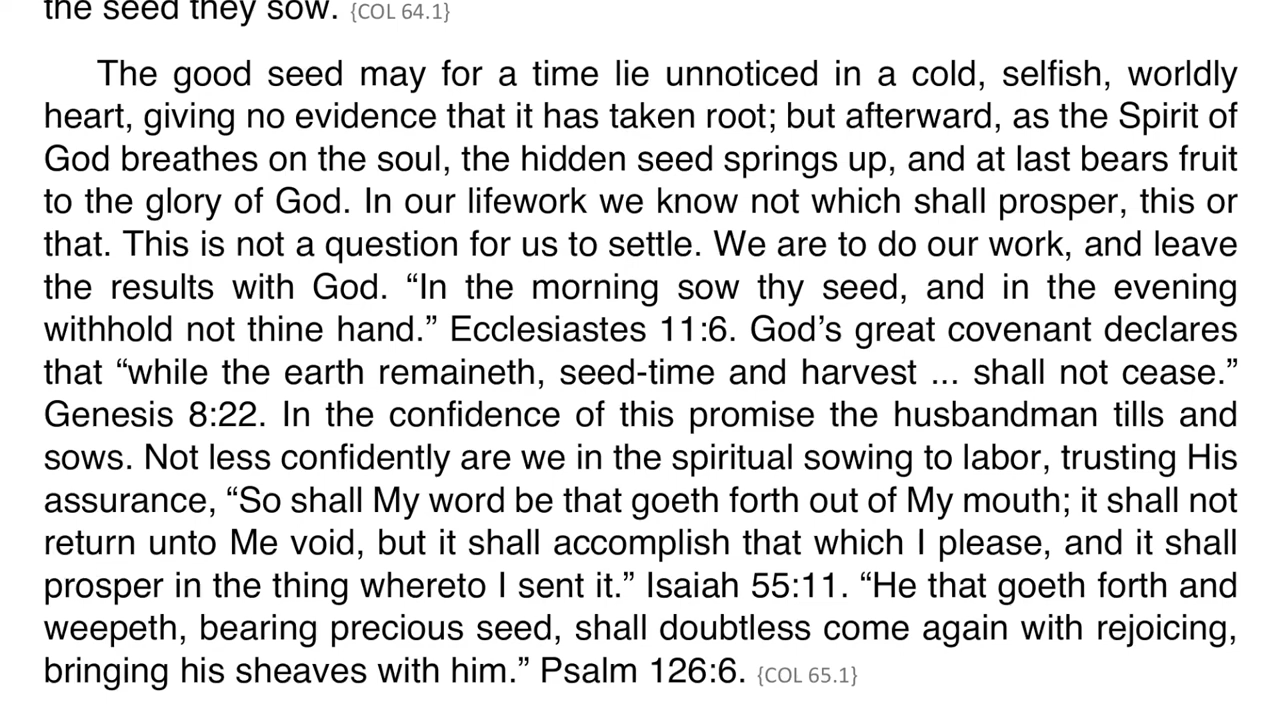 the seed they sow. {COL 64.1}
The good seed may for a time lie unnoticed in a cold, selfish, worldly
heart, giving no evidence that it has taken root; but afterward, as the Spirit of
God breathes on the soul, the hidden seed springs up, and at last bears fruit
to the glory of God. In our lifework we know not which shall prosper, this or
that. This is not a question for us to settle. We are to do our work, and leave
the results with God. “In the morning sow thy seed, and in the evening
withhold not thine hand.” Ecclesiastes 11:6. God’s great covenant declares
that “while the earth remaineth, seed-time and harvest ... shall not cease.”
Genesis 8:22. In the confidence of this promise the husbandman tills and
sows. Not less confidently are we in the spiritual sowing to labor, trusting His
assurance, “So shall My word be that goeth forth out of My mouth; it shall not
return unto Me void, but it shall accomplish that which I please, and it shall
prosper in the thing whereto I sent it.” Isaiah 55:11. “He that goeth forth and
weepeth, bearing precious seed, shall doubtless come again with rejoicing,
bringing his sheaves with him.” Psalm 126:6. {COL 65.1}